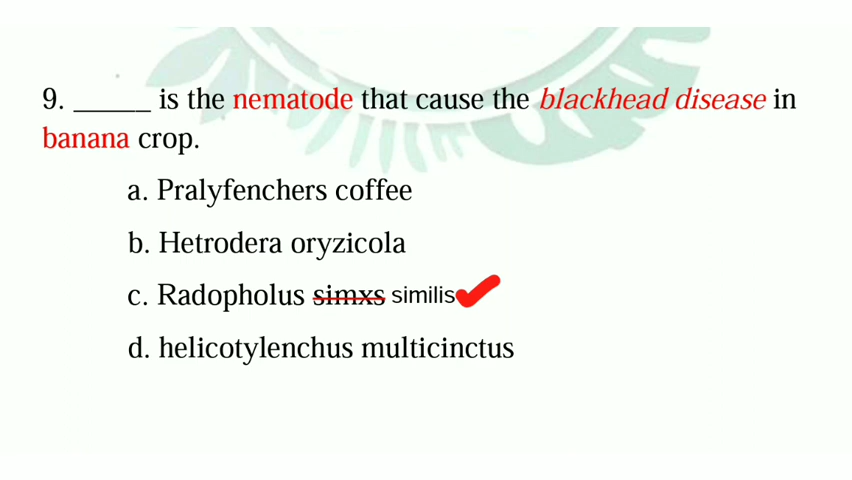 9. _____ is the nematode that cause the blackhead disease in
banana crop.
a. Pralyfenchers coffee
b. Hetrodera oryzicola
c. Radopholus simxs similis
d. helicotylenchus multicinctus